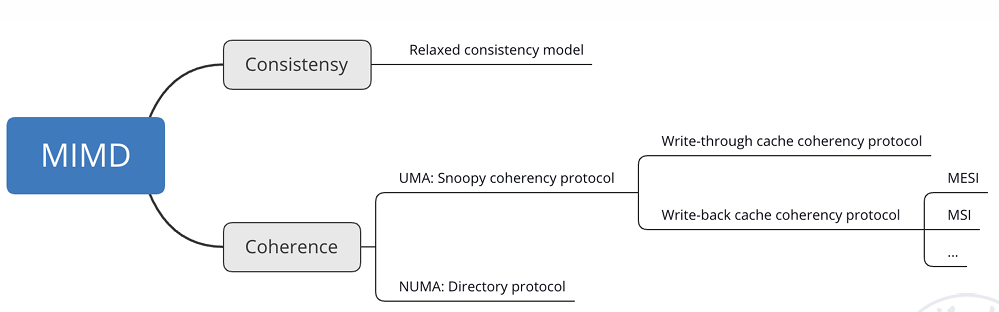 MIMD
Consistensy
Relaxed consistency model
Coherence
UMA: Snoopy coherency protocol
Write-through cache coherency protocol
Write-back cache coherency protocol
MESI
MSI
...
NUMA: Directory protocol